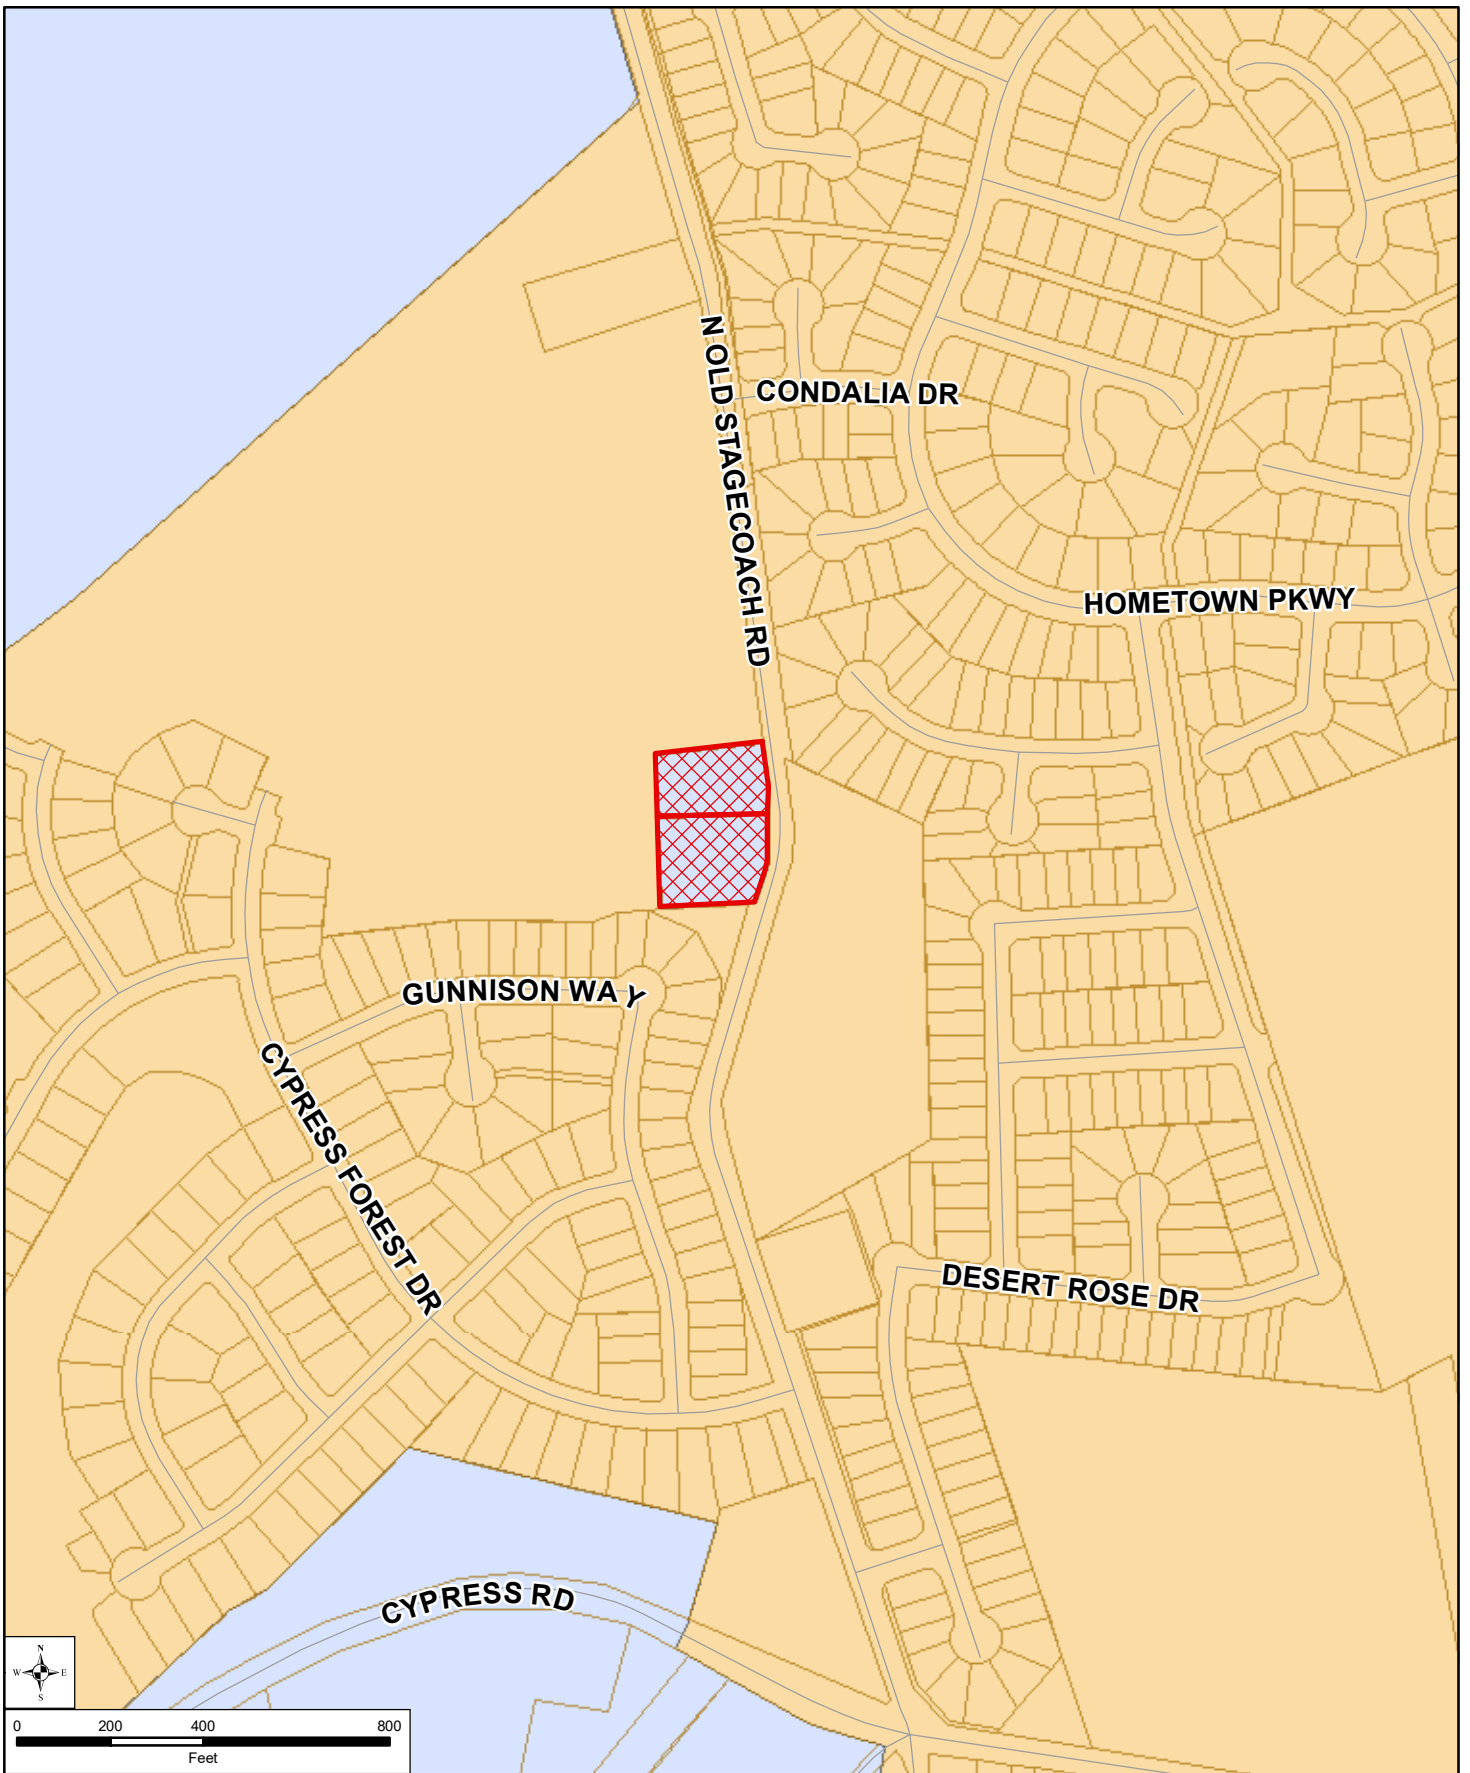 N OLD STAGECOACH RD
CONDALIA DR
HOMETOWN PKWY
GUNNISON WAY
CYPRESS FOREST DR
DESERT ROSE DR
CYPRESS RD
N
W E
S
0 200 400 800
Feet